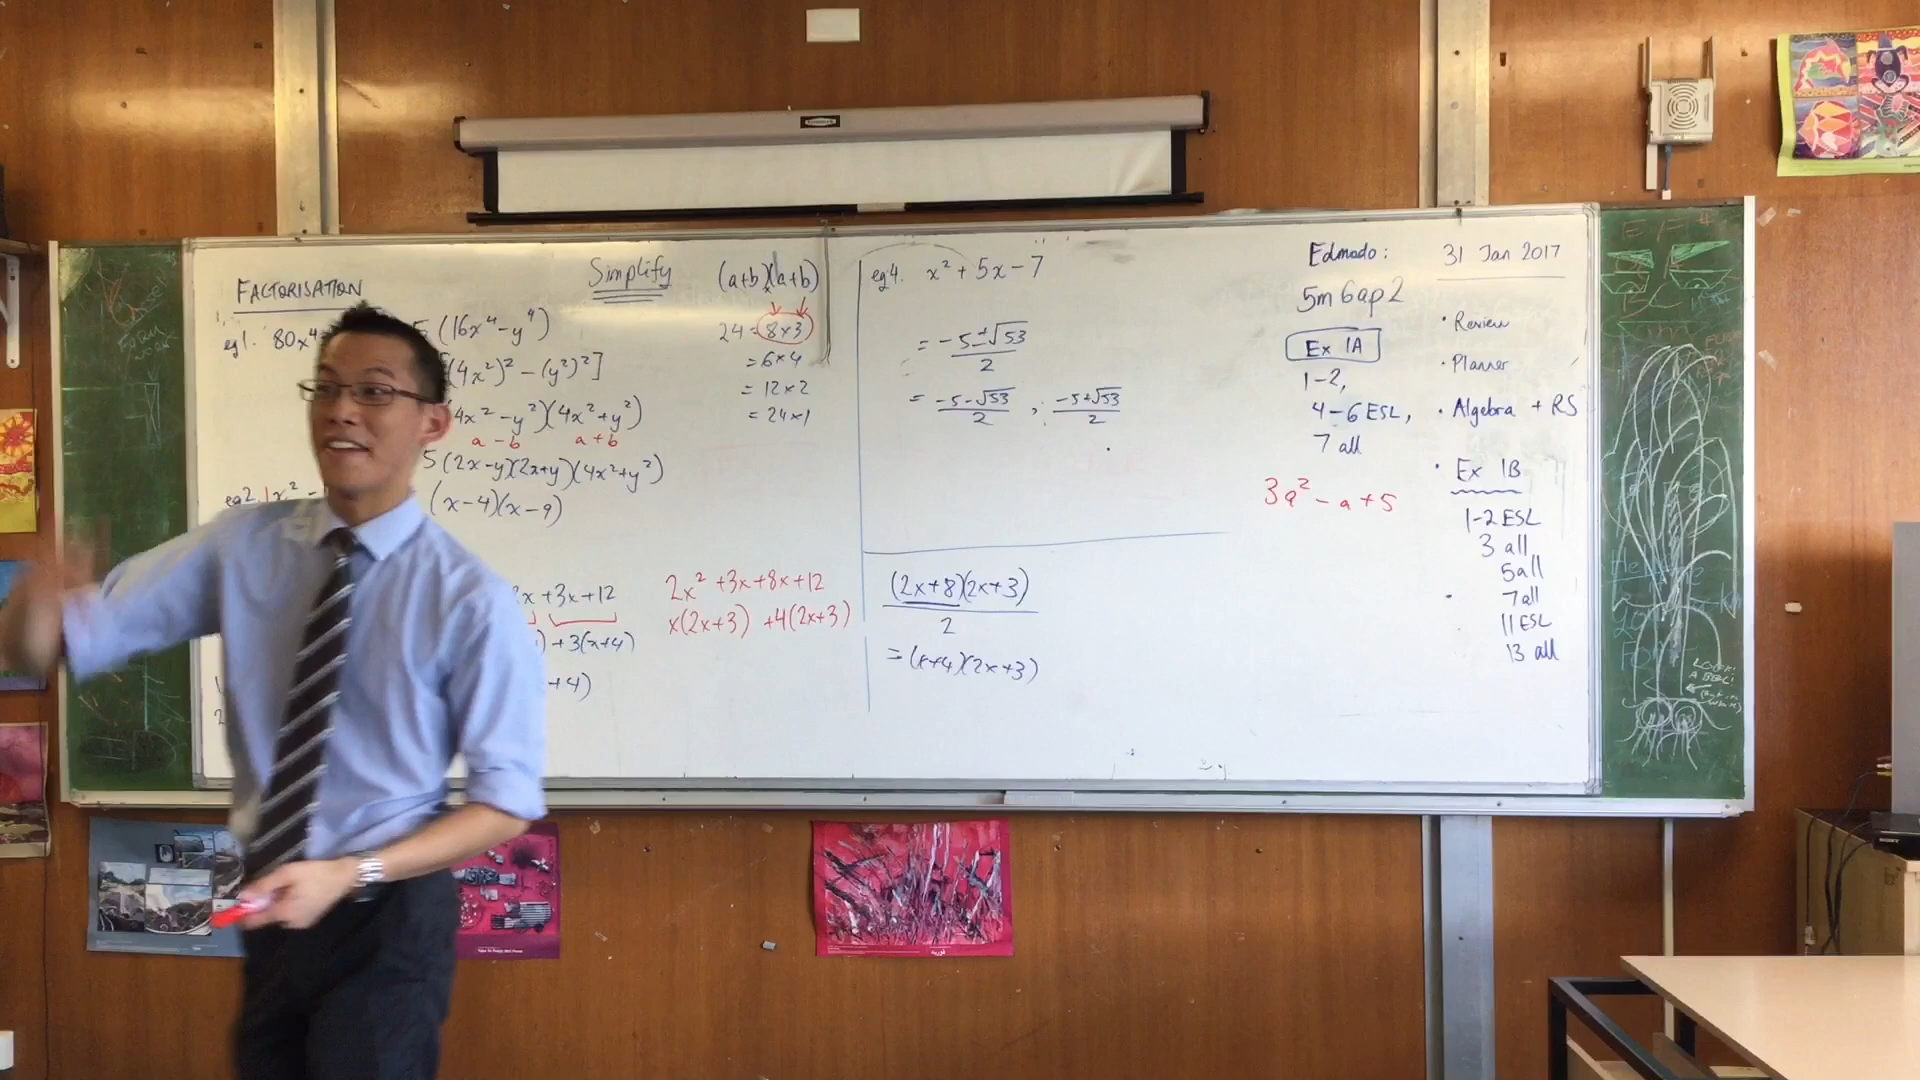 FACTORISATION
eg1. 80x⁴
5(16x⁴-y⁴)
(4x²)²-(y²)²]
4x²-y²)(4x²+y²)
a-b a+b
5(2x-y)(2x+y)(4x²+y²)
eg2. 1x²-
(x-4)(x-9)
x+3x+12
)+3(x+4)
+4)
Simplify
(a+b)(a+b)
24=8×3
=6×4
=12×2
=24×1
2x²+3x+8x+12
x(2x+3) +4(2x+3)
eg4. x²+5x-7
= -5±√53
2
= -5-√53 , -5+√53
2 2
(2x+8)(2x+3)
2
=(x+4)(2x+3)
Edmodo:
5m6ap2
Ex 1A
1-2,
4-6 ESL,
7 all
3a²-a+5
31 Jan 2017
· Review
· Planner
· Algebra + RS
· Ex 1B
1-2 ESL
3 all
5 all
7 all
11 ESL
13 all
LOOK!
A BEE!